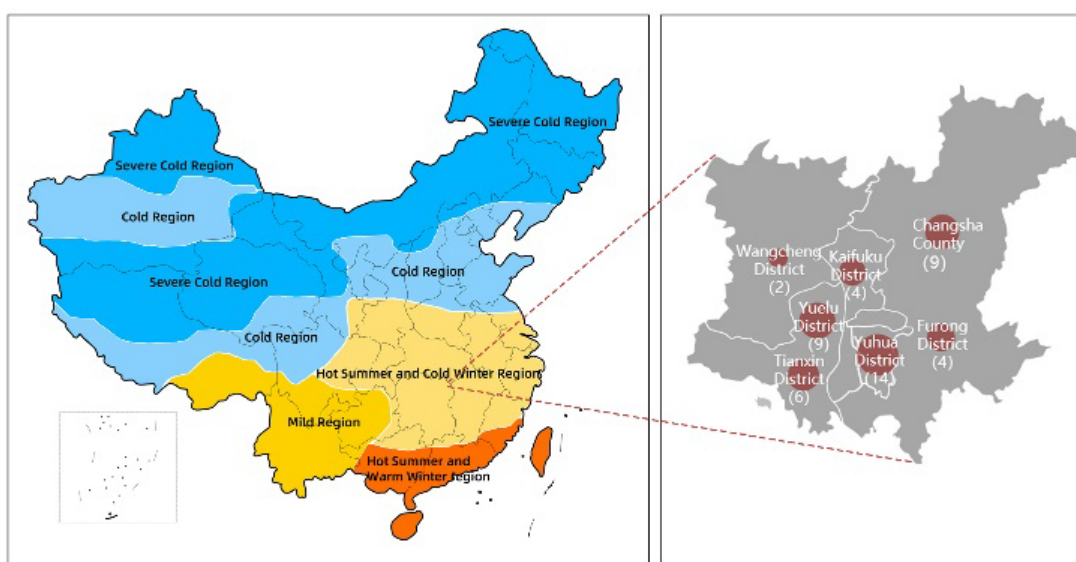 Severe Cold Region
Severe Cold Region
Cold Region
Cold Region
Severe Cold Region
Cold Region
Hot Summer and Cold Winter Region
Mild Region
Hot Summer and
Warm Winter region
Changsha
County
(9)
Wangcheng
District
(2)
Kaifuku
District
(4)
Yuelu
District
(9)
Furong
District
(4)
Yuhua
District
(14)
Tianxin
District
(6)